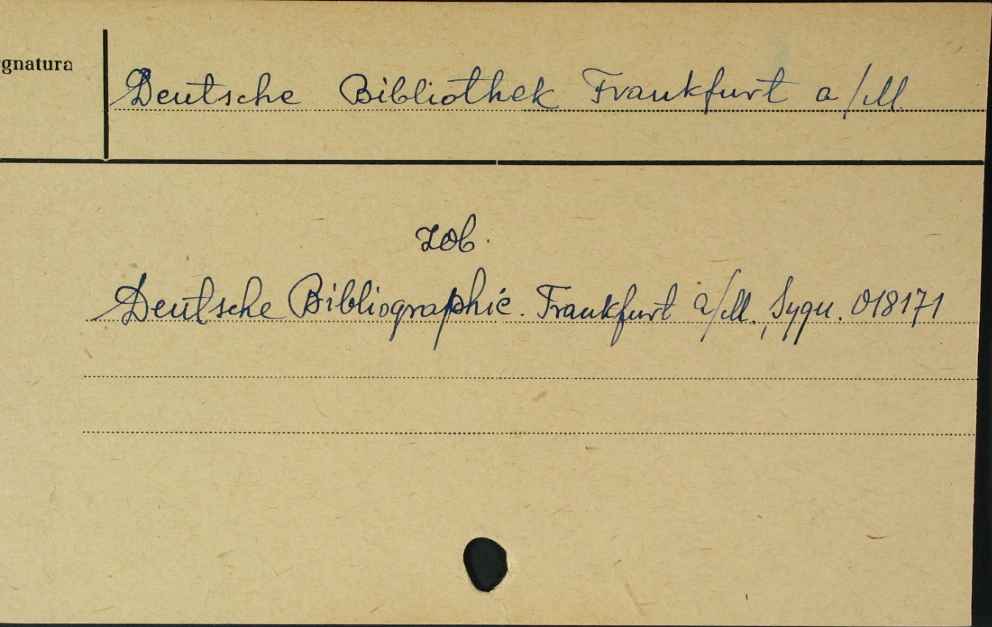 gnatura
Deutsche Bibliothek Frankfurt a/M
zob.
Deutsche Bibliographie. Frankfurt a/M., Sygn. 018171